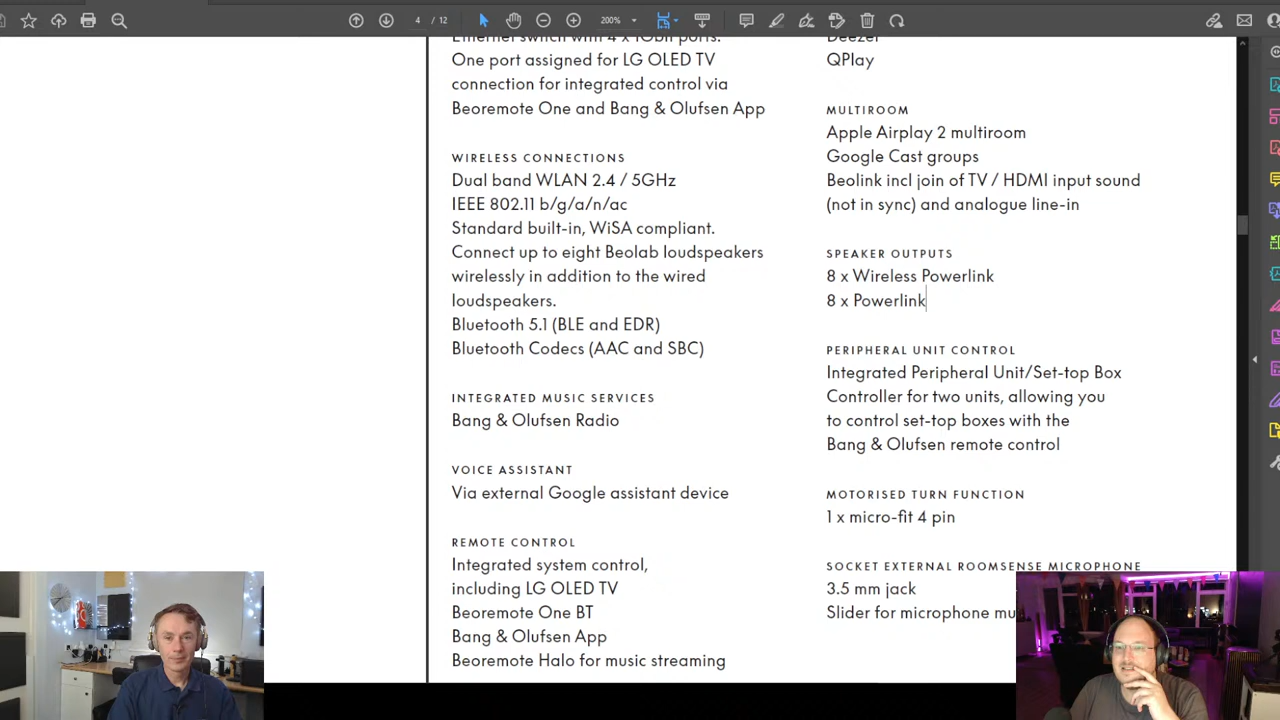 4 / 12
200%
Ethernet switch with 4 x 1Gbit ports.
One port assigned for LG OLED TV
connection for integrated control via
Beoremote One and Bang & Olufsen App
WIRELESS CONNECTIONS
Dual band WLAN 2.4 / 5GHz
IEEE 802.11 b/g/a/n/ac
Standard built-in, WiSA compliant.
Connect up to eight Beolab loudspeakers
wirelessly in addition to the wired
loudspeakers.
Bluetooth 5.1 (BLE and EDR)
Bluetooth Codecs (AAC and SBC)
INTEGRATED MUSIC SERVICES
Bang & Olufsen Radio
VOICE ASSISTANT
Via external Google assistant device
REMOTE CONTROL
Integrated system control,
including LG OLED TV
Beoremote One BT
Bang & Olufsen App
Beoremote Halo for music streaming
Deezer
QPlay
MULTIROOM
Apple Airplay 2 multiroom
Google Cast groups
Beolink incl join of TV / HDMI input sound
(not in sync) and analogue line-in
SPEAKER OUTPUTS
8 x Wireless Powerlink
8 x Powerlink
PERIPHERAL UNIT CONTROL
Integrated Peripheral Unit/Set-top Box
Controller for two units, allowing you
to control set-top boxes with the
Bang & Olufsen remote control
MOTORISED TURN FUNCTION
1 x micro-fit 4 pin
SOCKET EXTERNAL ROOMSENSE MICROPHONE
3.5 mm jack
Slider for microphone mu